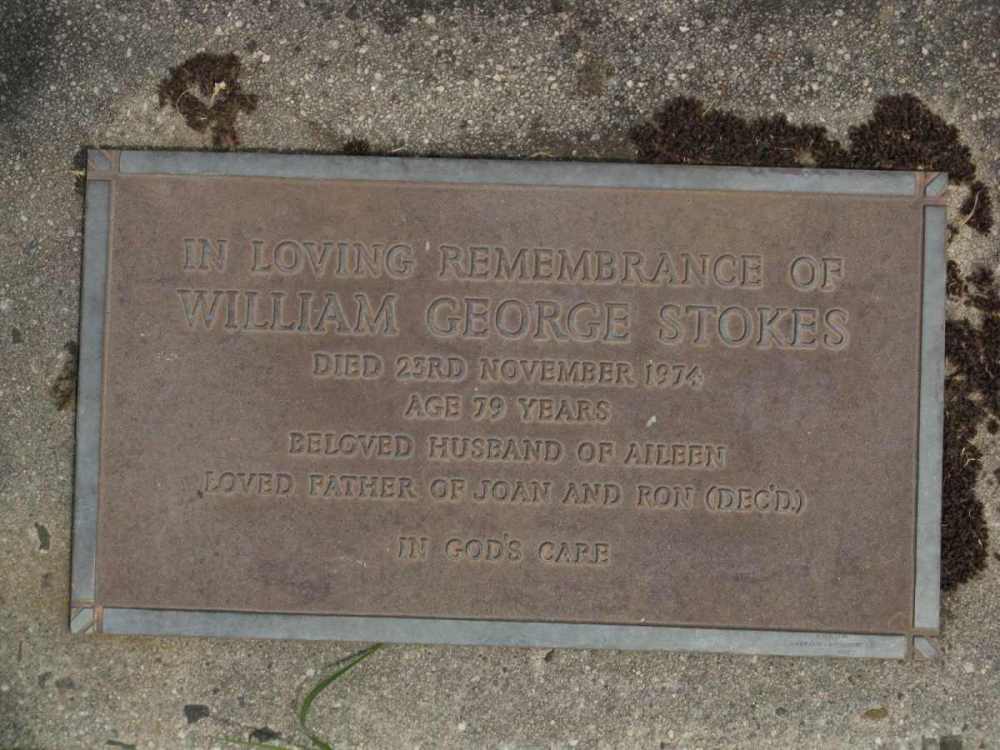 IN LOVING REMEMBRANCE OF
WILLIAM GEORGE STOKES
DIED 23RD NOVEMBER 1974
AGE 79 YEARS
BELOVED HUSBAND OF AILEEN
LOVED FATHER OF JOAN AND RON (DEC'D.)
IN GOD'S CARE